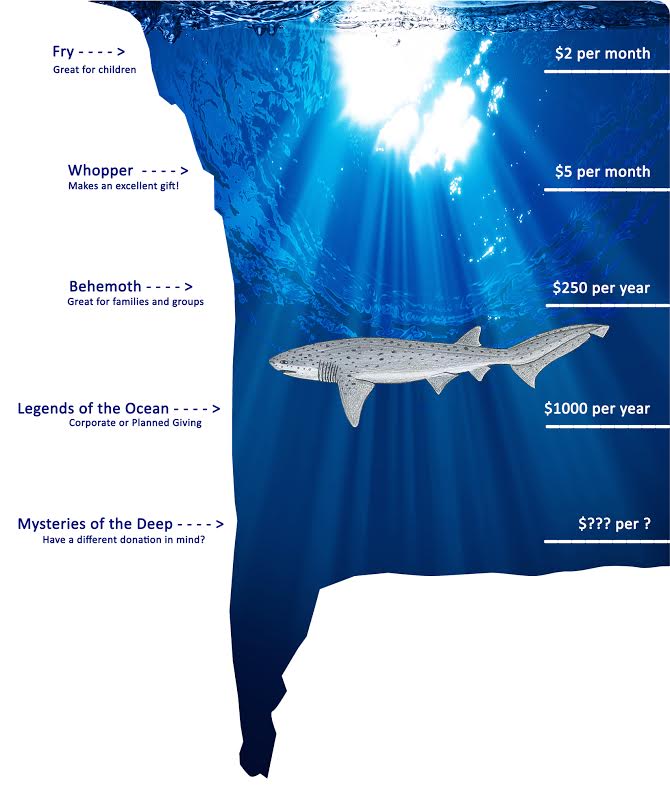 Fry - - - - >
$2 per month
Great for children
Whopper - - - - >
$5 per month
Makes an excellent gift!
Behemoth - - - - >
$250 per year
Great for families and groups
Legends of the Ocean - - - - >
$1000 per year
Corporate or Planned Giving
Mysteries of the Deep - - - - >
$??? per ?
Have a different donation in mind?